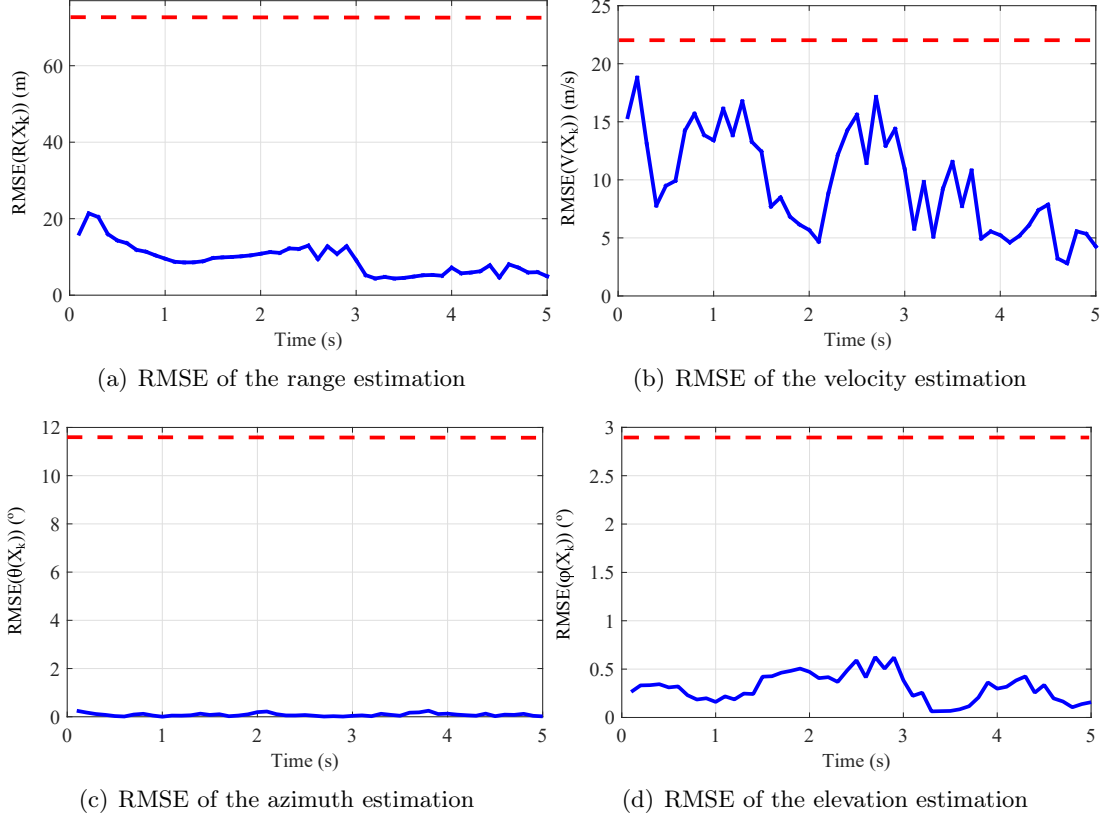 RMSE(R(X_k)) (m)
60
40
20
0
0 1 2 3 4 5
Time (s)
(a) RMSE of the range estimation
RMSE(V(X_k)) (m/s)
25
20
15
10
5
0
0 1 2 3 4 5
Time (s)
(b) RMSE of the velocity estimation
RMSE(θ(X_k)) (°)
12
10
8
6
4
2
0
0 1 2 3 4 5
Time (s)
(c) RMSE of the azimuth estimation
RMSE(φ(X_k)) (°)
3
2.5
2
1.5
1
0.5
0
0 1 2 3 4 5
Time (s)
(d) RMSE of the elevation estimation